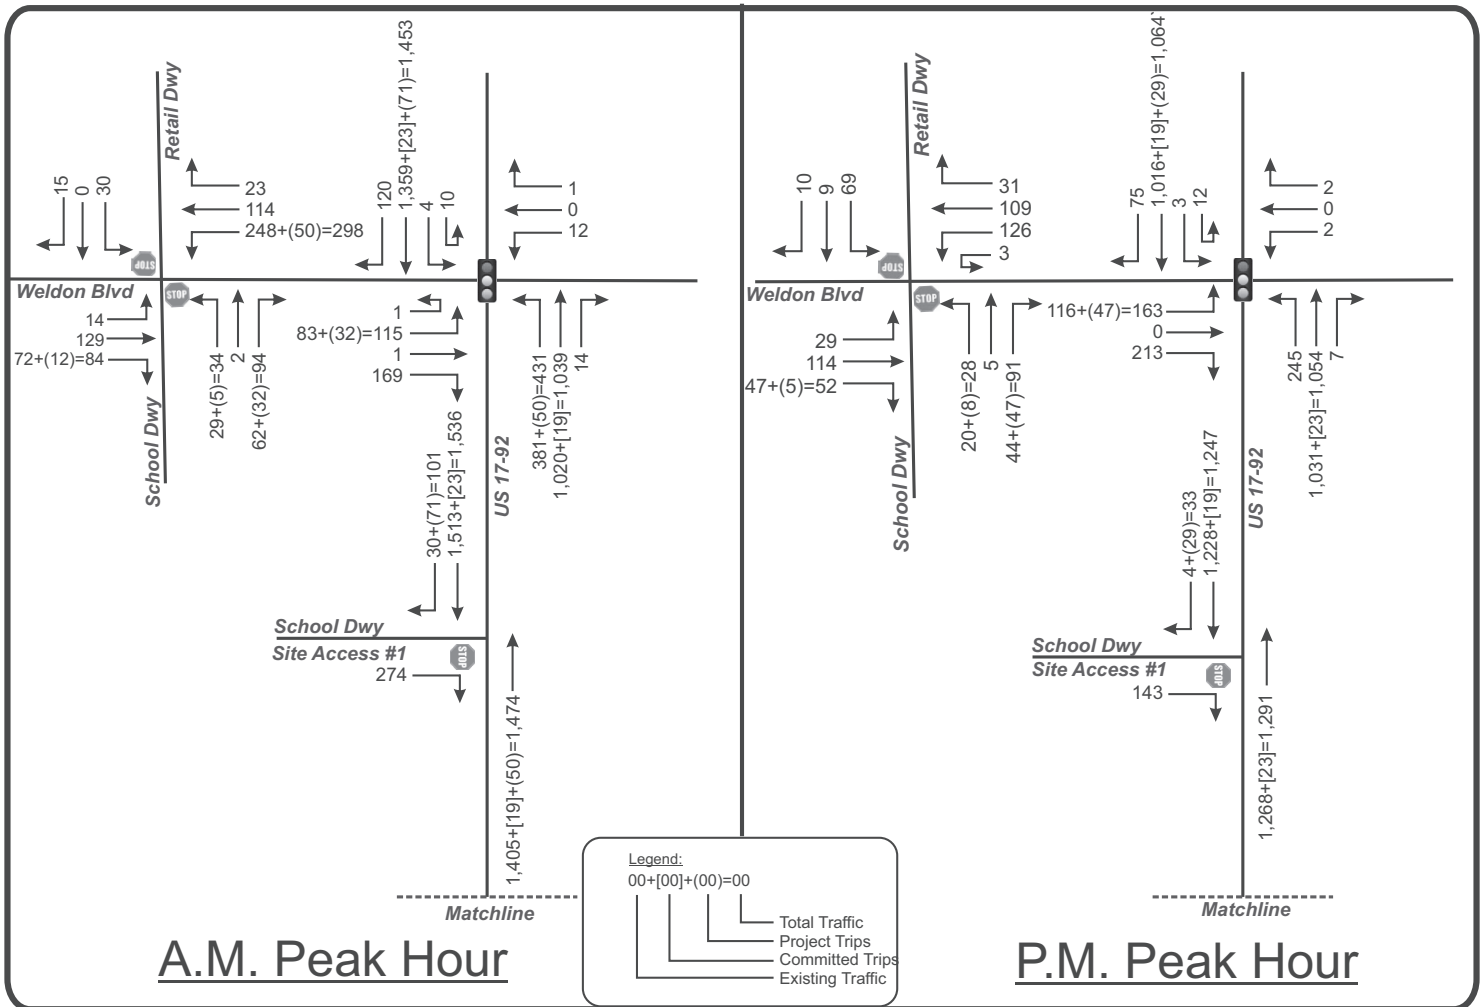 Retail Dwy
15
0
30
23
114
248+(50)=298
120
1,359+[23]+(71)=1,453
4
10
1
0
12
STOP
Weldon Blvd
STOP
14
129
72+(12)=84
29+(5)=34
2
62+(32)=94
School Dwy
1
83+(32)=115
1
169
381+(50)=431
1,020+[19]=1,039
14
US 17-92
30+(71)=101
1,513+[23]=1,536
School Dwy
Site Access #1
STOP
274
1,405+[19]+(50)=1,474
Matchline
A.M. Peak Hour
Retail Dwy
10
9
69
31
109
126
3
75
1,016+[19]+(29)=1,064
3
12
2
0
2
STOP
Weldon Blvd
STOP
29
114
47+(5)=52
20+(8)=28
5
44+(47)=91
School Dwy
116+(47)=163
0
213
245
1,031+[23]=1,054
7
US 17-92
4+(29)=33
1,228+[19]=1,247
School Dwy
Site Access #1
STOP
143
1,268+[23]=1,291
Matchline
P.M. Peak Hour
Legend:
00+[00]+(00)=00
Total Traffic
Project Trips
Committed Trips
Existing Traffic